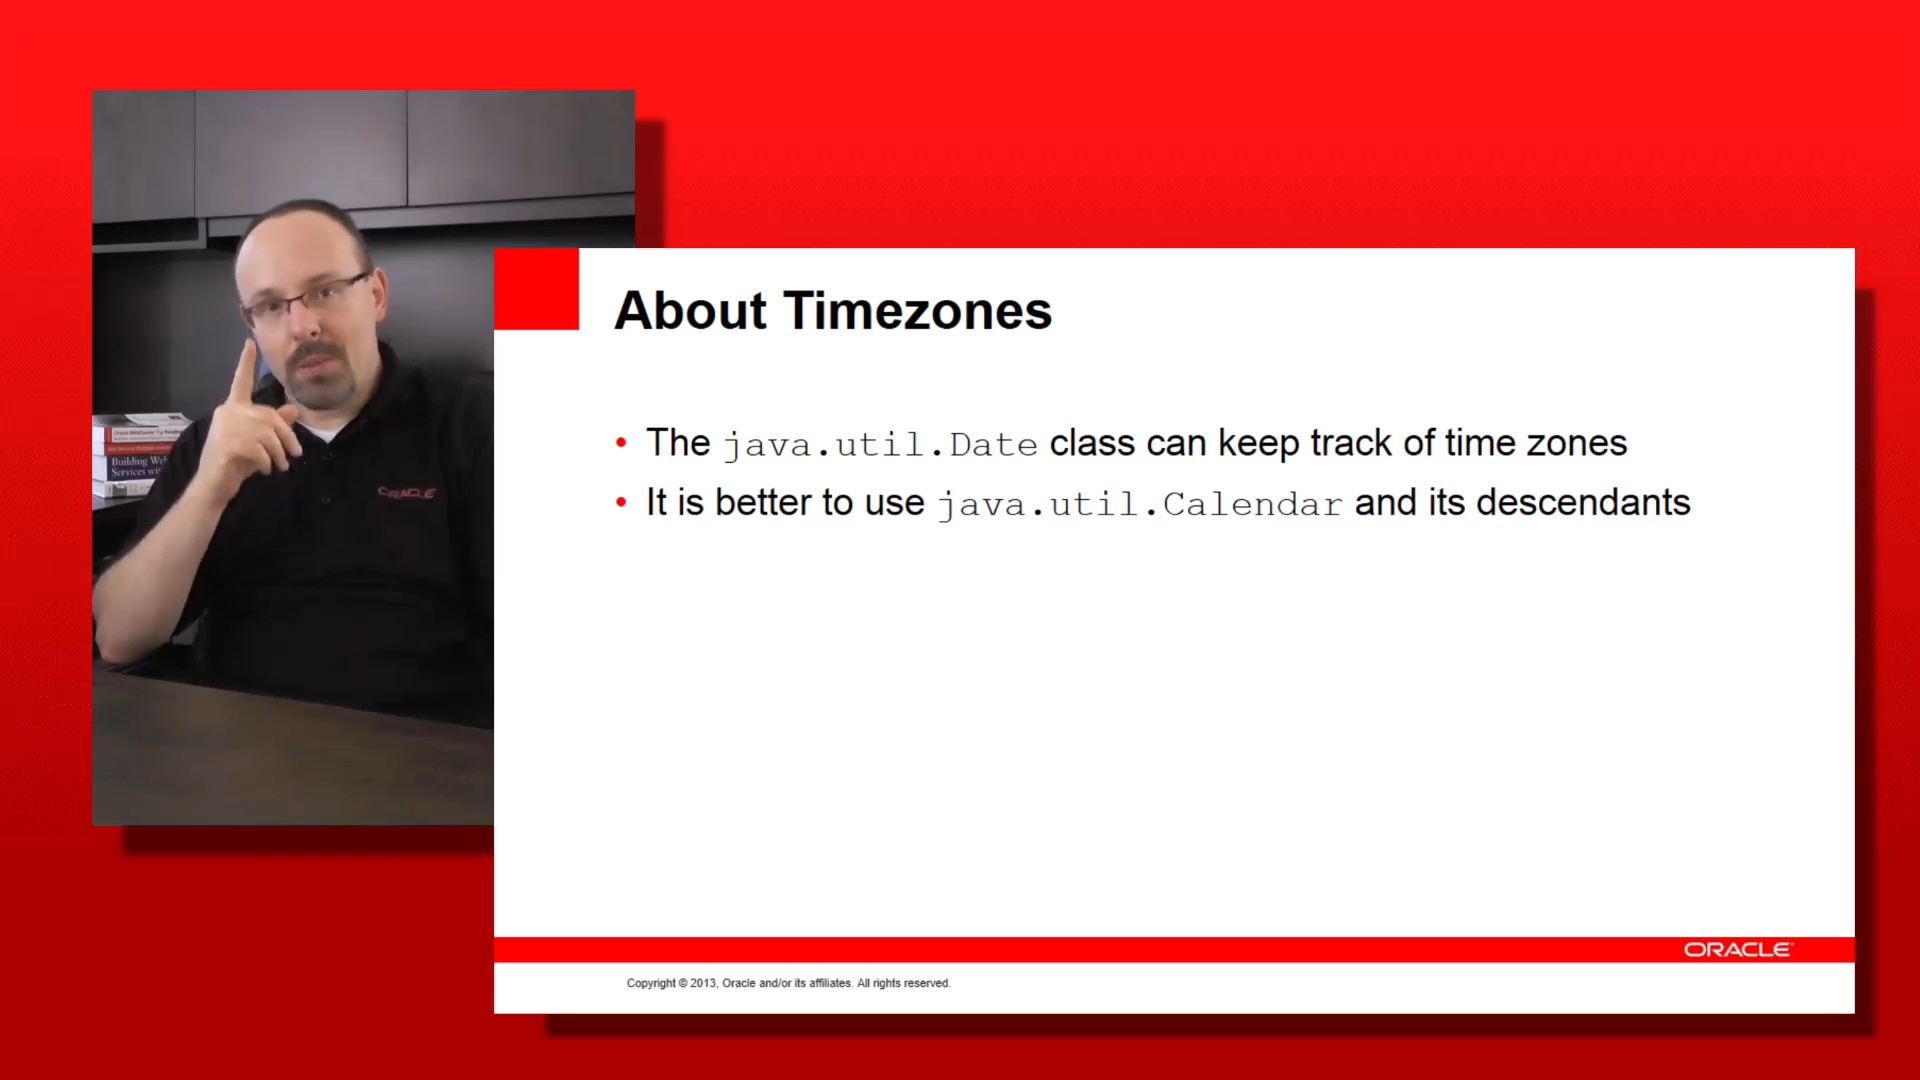 About Timezones
The java.util.Date class can keep track of time zones
It is better to use java.util.Calendar and its descendants
ORACLE
Copyright © 2013, Oracle and/or its affiliates. All rights reserved.
ORACLE
Building Web
Services